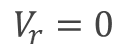 V_r = 0